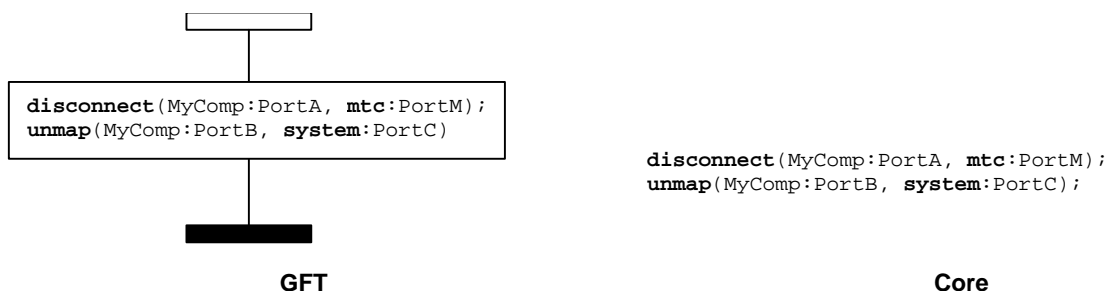 disconnect(MyComp:PortA, mtc:PortM);
unmap(MyComp:PortB, system:PortC)
disconnect(MyComp:PortA, mtc:PortM);
unmap(MyComp:PortB, system:PortC);
GFT
Core